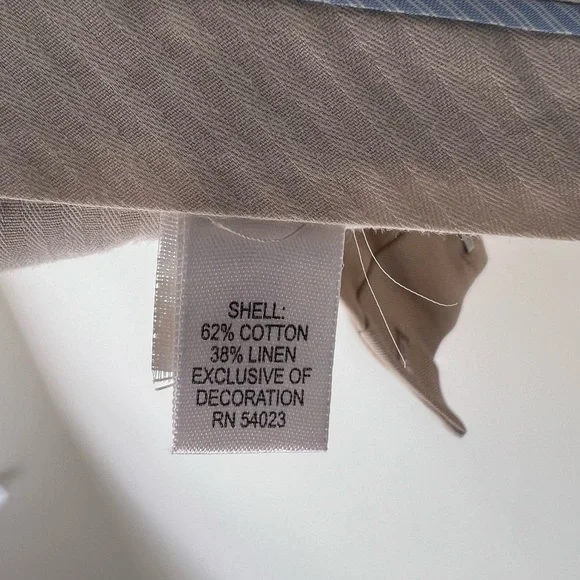 SHELL:
62% COTTON
38% LINEN
EXCLUSIVE OF
DECORATION
RN 54023